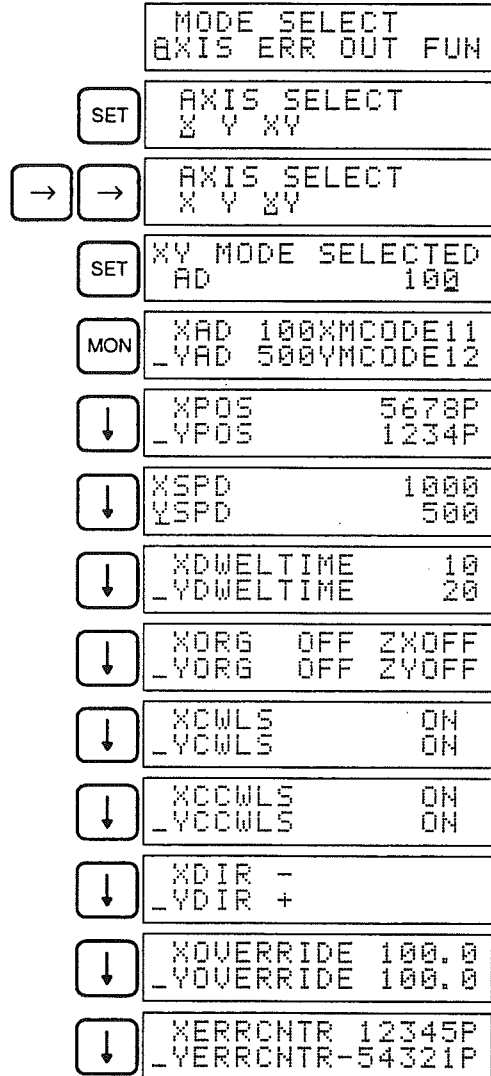 MODE SELECT
AXIS ERR OUT FUN
SET
AXIS SELECT
X Y XY
→ →
AXIS SELECT
X Y XY
SET
XY MODE SELECTED
AD 100
MON
XAD 100XMCODE11
_YAD 500YMCODE12
↓
XPOS 5678P
_YPOS 1234P
↓
XSPD 1000
YSPD 500
↓
XDWELTIME 10
_YDWELTIME 20
↓
XORG OFF ZXOFF
_YORG OFF ZYOFF
↓
XCWLS ON
_YCWLS ON
↓
XCCWLS ON
_YCCWLS ON
↓
XDIR -
_YDIR +
↓
XOVERRIDE 100.0
_YOVERRIDE 100.0
↓
XERRCNTR 12345P
_YERRCNTR-54321P